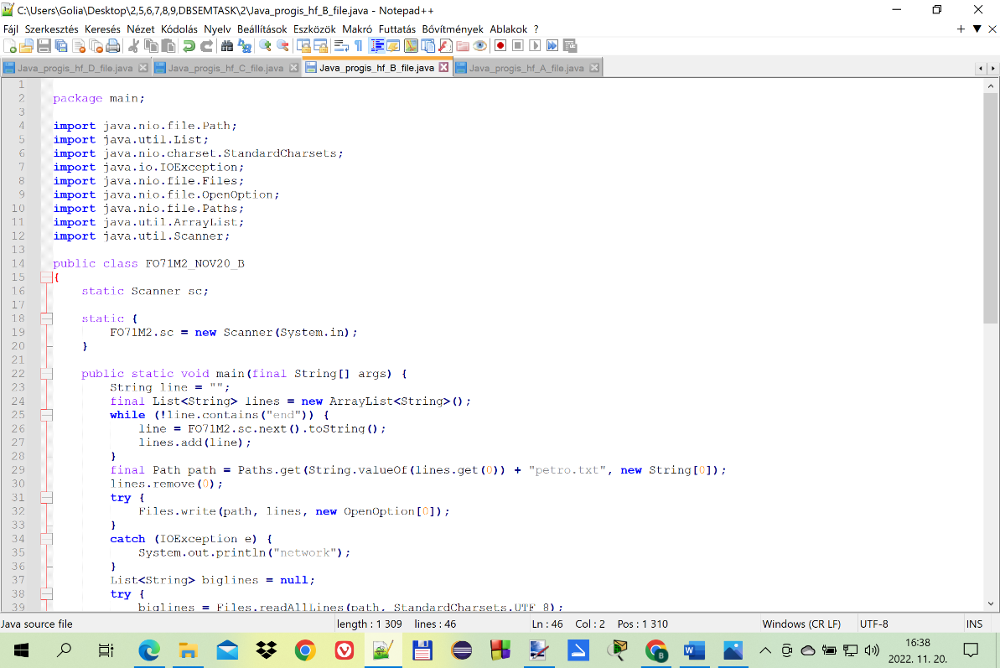 C:\Users\Golia\Desktop\2,5,6,7,8,9,DBSEMTASK\2\Java_progis_hf_B_file.java - Notepad++
Fájl Szerkesztés Keresés Nézet Kódolás Nyelv Beállítások Eszközök Makró Futtatás Bővítmények Ablakok ?
Java_progis_hf_D_file.java Java_progis_hf_C_file.java Java_progis_hf_B_file.java Java_progis_hf_A_file.java
1
2 package main;
3
4 import java.nio.file.Path;
5 import java.util.List;
6 import java.nio.charset.StandardCharsets;
7 import java.io.IOException;
8 import java.nio.file.Files;
9 import java.nio.file.OpenOption;
10 import java.nio.file.Paths;
11 import java.util.ArrayList;
12 import java.util.Scanner;
13
14 public class FO71M2_NOV20_B
15 {
16 static Scanner sc;
17
18 static {
19 FO71M2.sc = new Scanner(System.in);
20 }
21
22 public static void main(final String[] args) {
23 String line = "";
24 final List<String> lines = new ArrayList<String>();
25 while (!line.contains("end")) {
26 line = FO71M2.sc.next().toString();
27 lines.add(line);
28 }
29 final Path path = Paths.get(String.valueOf(lines.get(0)) + "petro.txt", new String[0]);
30 lines.remove(0);
31 try {
32 Files.write(path, lines, new OpenOption[0]);
33 }
34 catch (IOException e) {
35 System.out.println("network");
36 }
37 List<String> biglines = null;
38 try {
39 biglines = Files.readAllLines(path, StandardCharsets.UTF_8);
Java source file length : 1 309 lines : 46 Ln : 46 Col : 2 Pos : 1 310 Windows (CR LF) UTF-8 INS
16:38
2022. 11. 20.